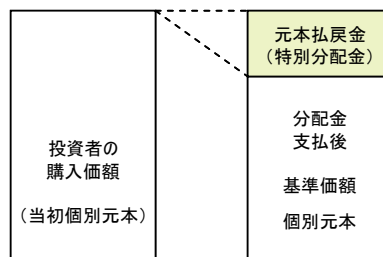 投資者の
購入価額
(当初個別元本)
元本払戻金
(特別分配金)
分配金
支払後
基準価額
個別元本